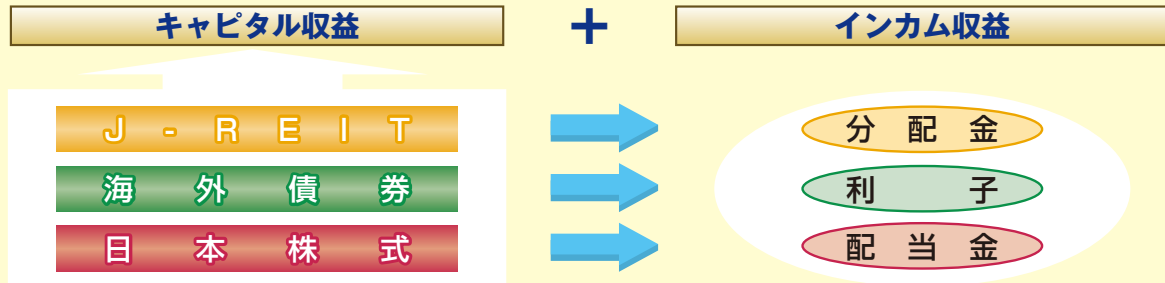 キャピタル収益 + インカム収益
J-REIT 分配金
海外債券 利子
日本株式 配当金